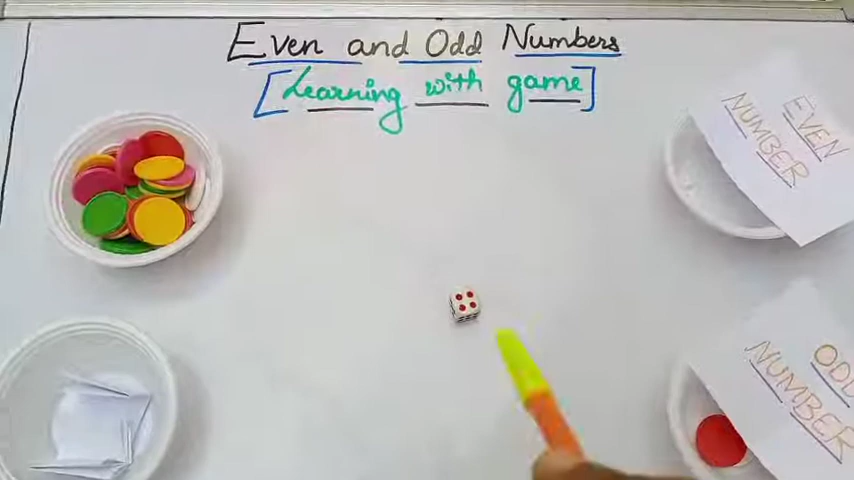 Even and Odd Numbers
[Learning with game]
EVEN
NUMBER
ODD
NUMBER